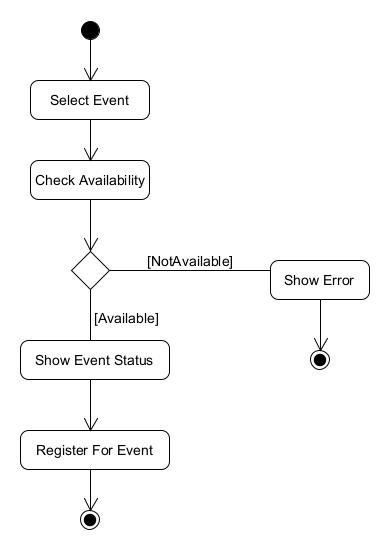 Select Event
Check Availability
[NotAvailable]
Show Error
[Available]
Show Event Status
Register For Event